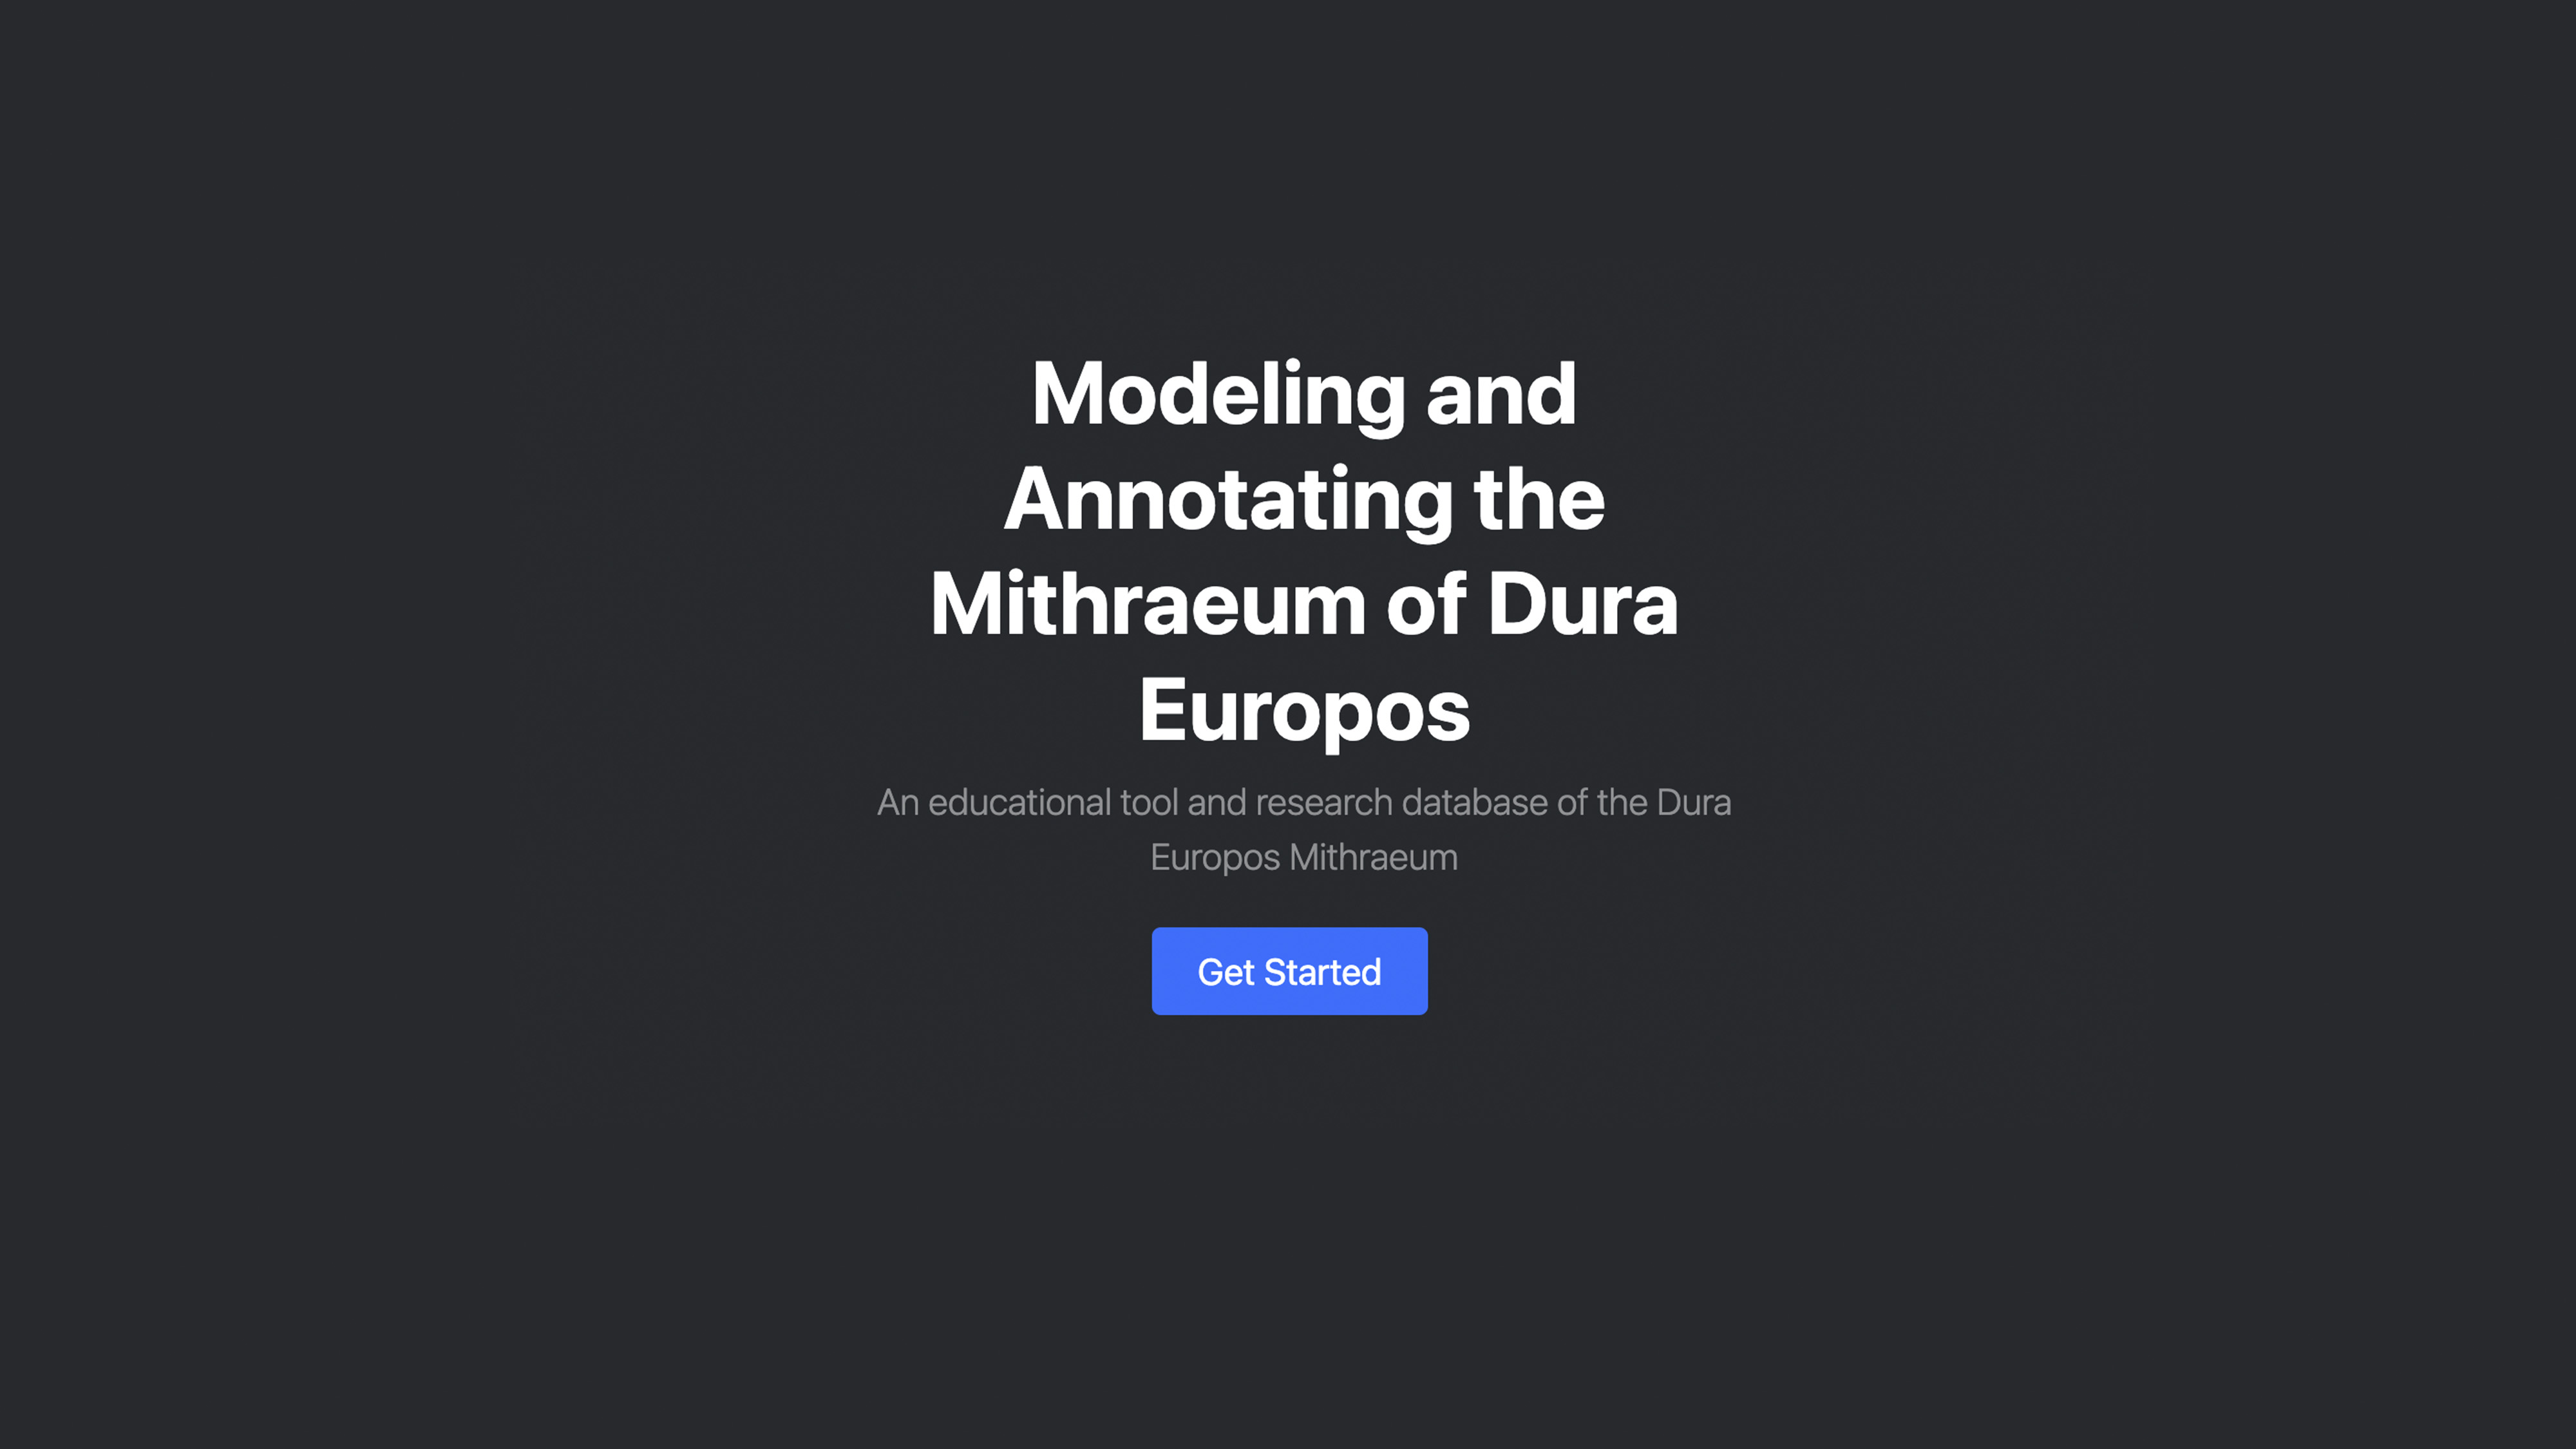 Modeling and
Annotating the
Mithraeum of Dura
Europos
An educational tool and research database of the Dura
Europos Mithraeum
Get Started